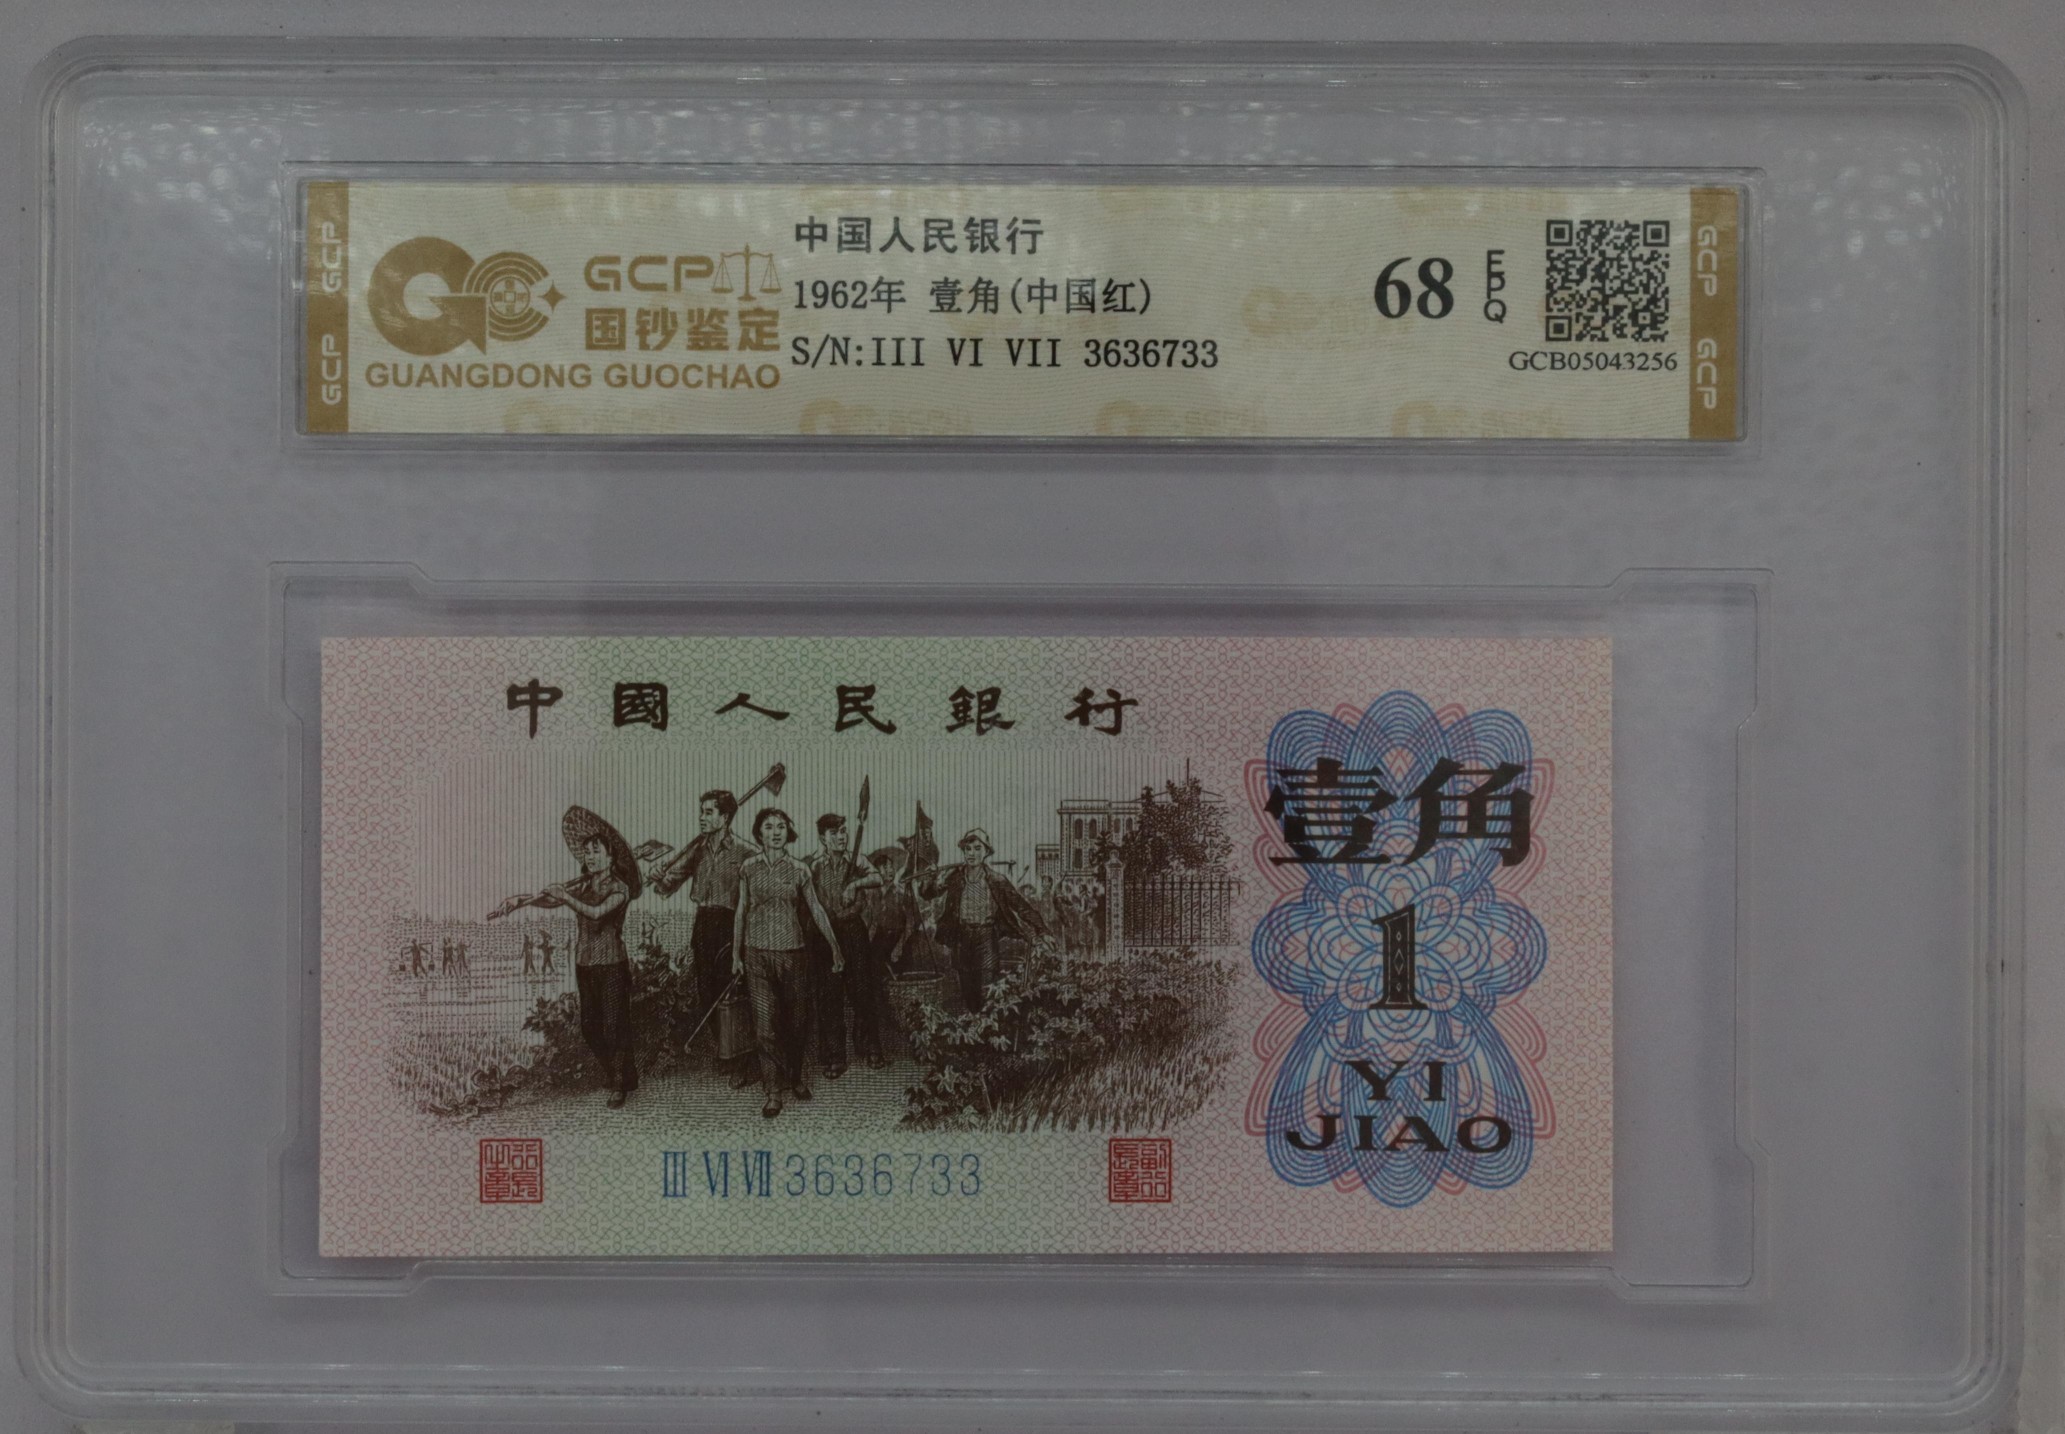 GCP GCP
GCP
国钞鉴定
GUANGDONG GUOCHAO
中国人民银行
1962年 壹角(中国红)
S/N:III VI VII 3636733
68 EPQ
GCB05043256
GCP GCP
中國人民銀行
壹角
1
YI
JIAO
III VI VII 3636733